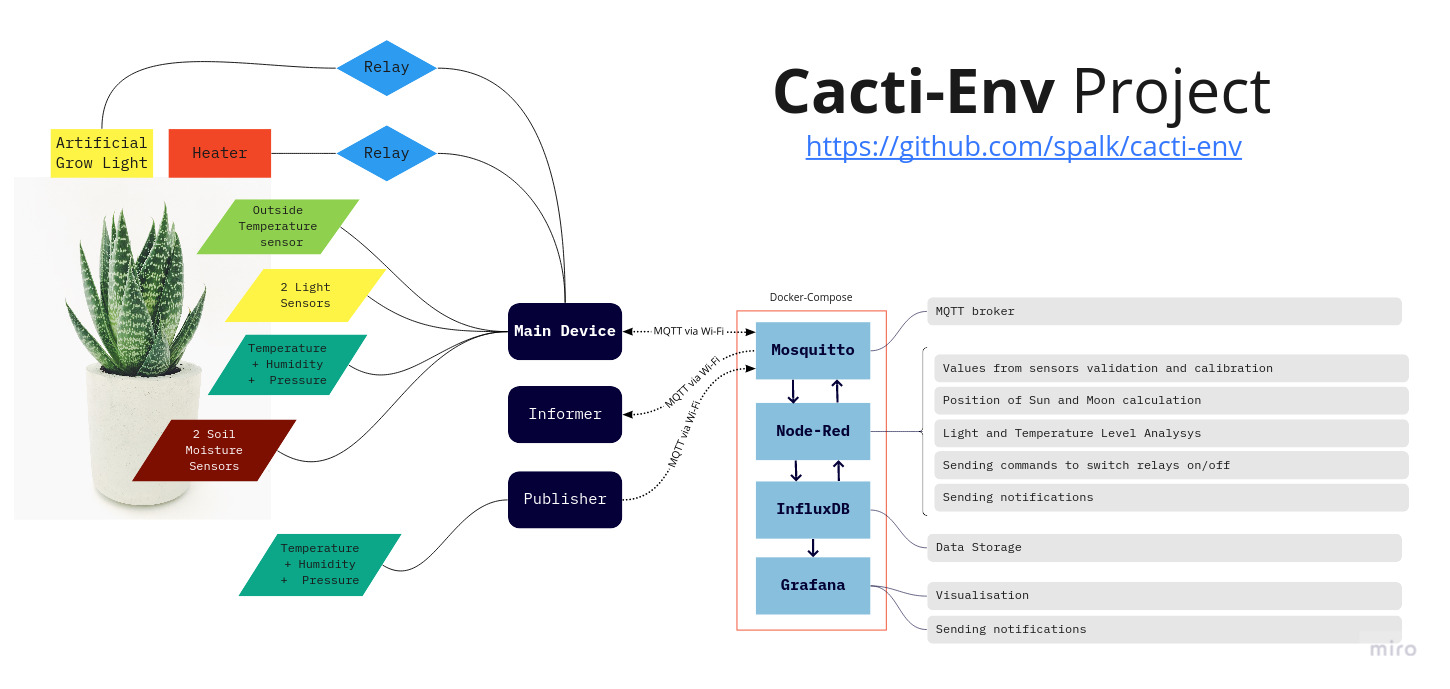 Cacti-Env Project
https://github.com/spalk/cacti-env
Relay
Artificial
Grow Light
Heater
Relay
Outside
Temperature
sensor
2 Light
Sensors
Temperature
+ Humidity
+ Pressure
2 Soil
Moisture
Sensors
Temperature
+ Humidity
+ Pressure
Main Device
Informer
Publisher
MQTT via Wi-Fi
MQTT via Wi-Fi
MQTT via Wi-Fi
Docker-Compose
Mosquitto
Node-Red
InfluxDB
Grafana
MQTT broker
Values from sensors validation and calibration
Position of Sun and Moon calculation
Light and Temperature Level Analysys
Sending commands to switch relays on/off
Sending notifications
Data Storage
Visualisation
Sending notifications
miro